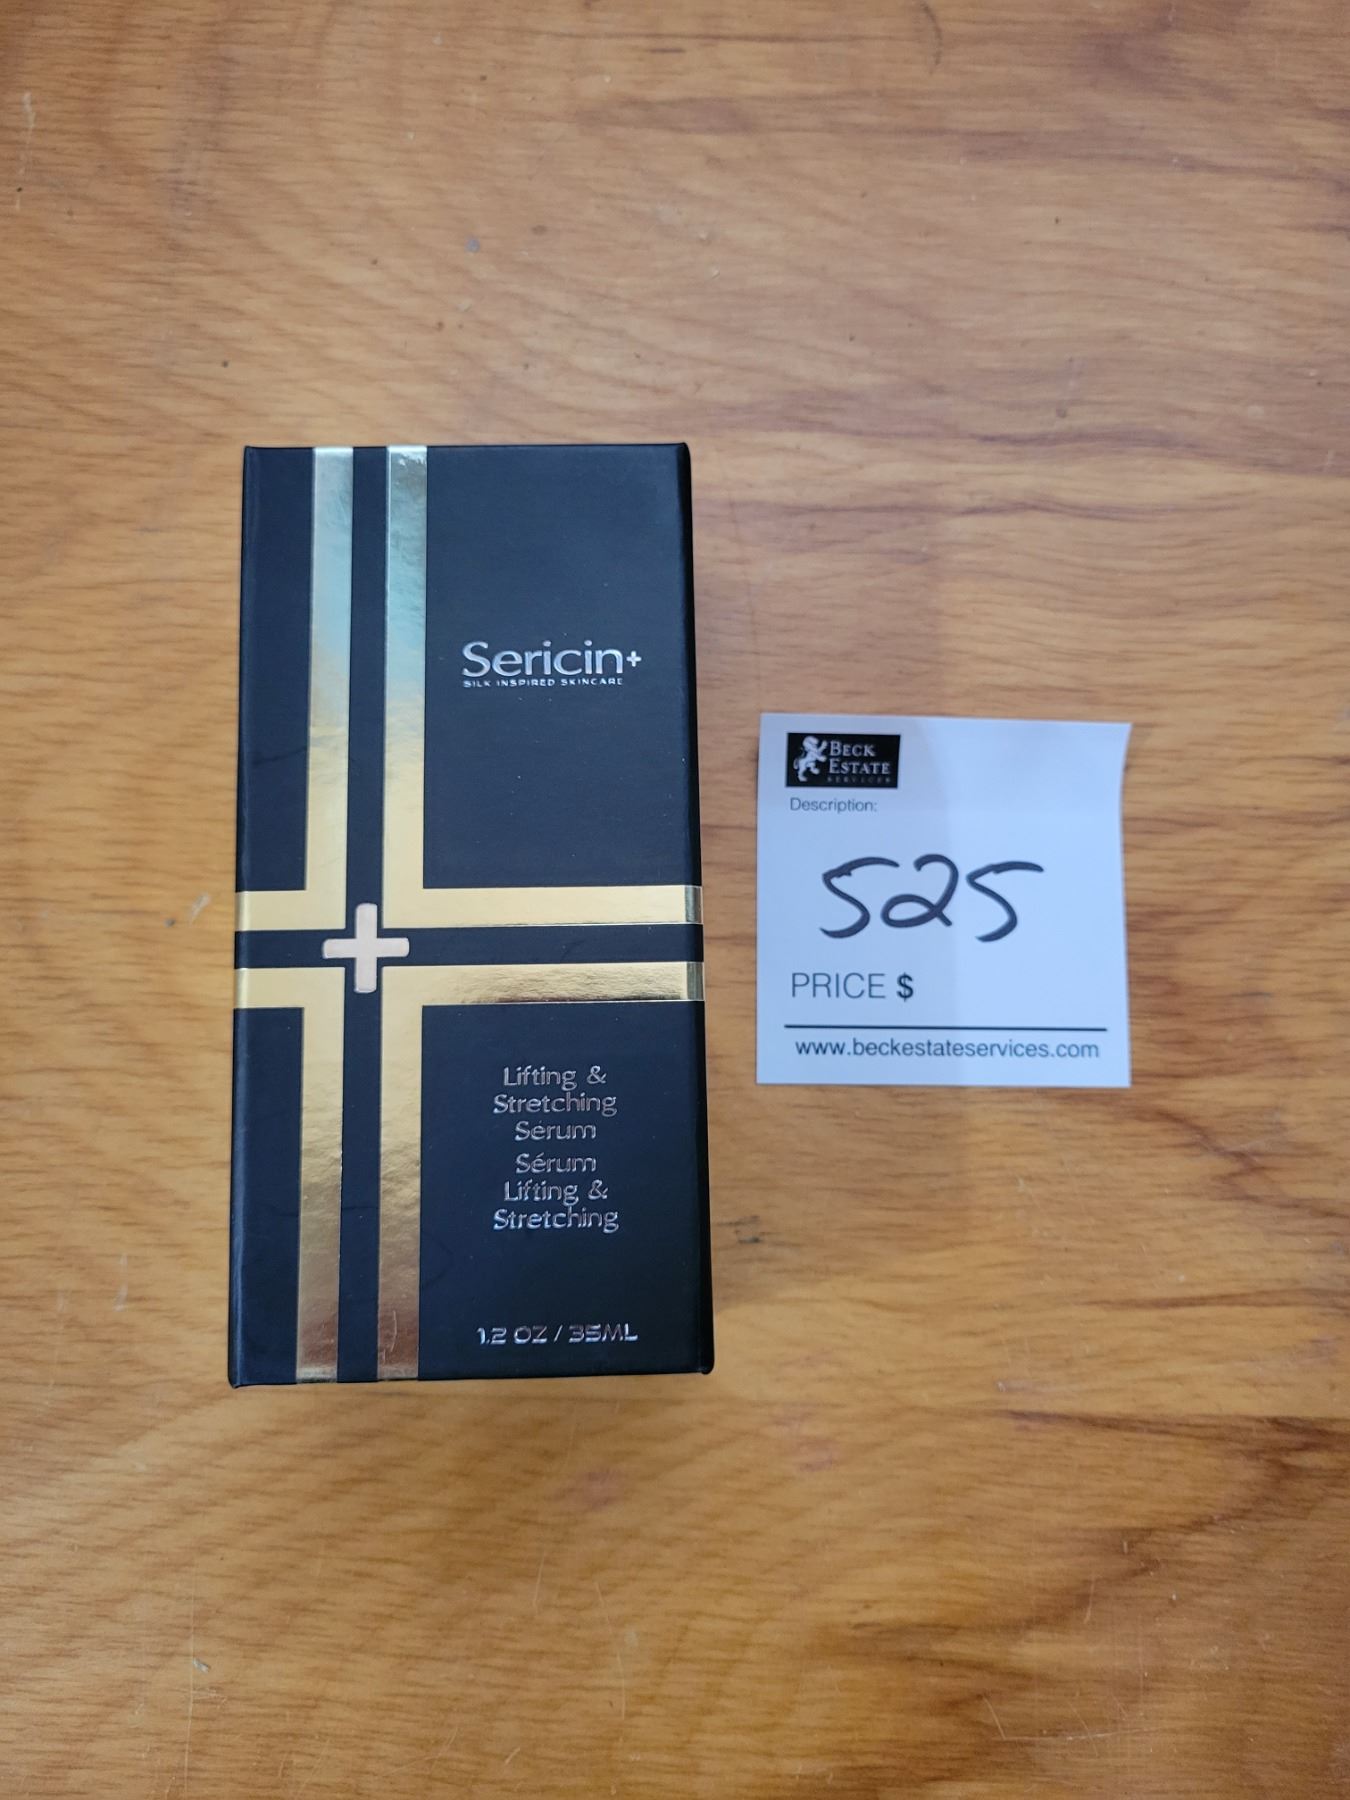 Sericin+
SILK INSPIRED SKINCARE
Lifting &
Stretching
Serum
Sérum
Lifting &
Stretching
1.2 OZ / 35ML
BECK
ESTATE
SERVICES
Description:
525
PRICE $
www.beckestateservices.com